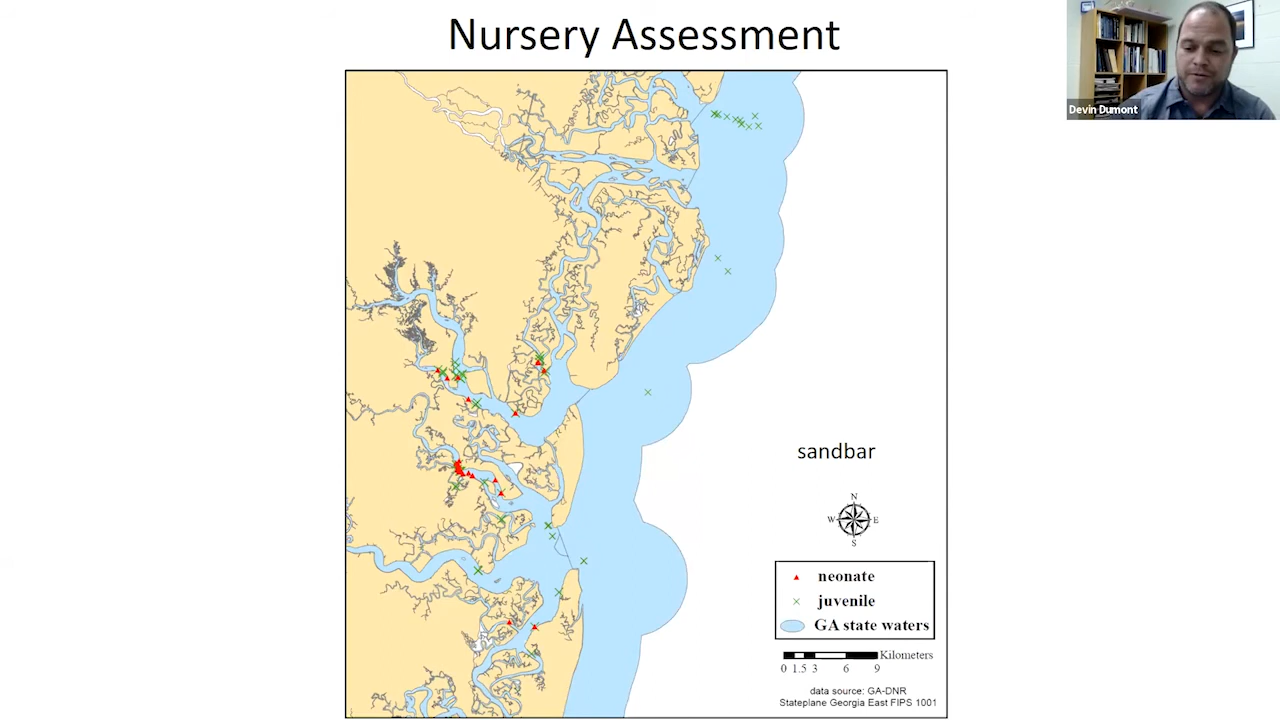 Nursery Assessment
Devin Dumont
sandbar
N
W E
S
neonate
juvenile
GA state waters
Kilometers
0 1.5 3 6 9
data source: GA-DNR
Stateplane Georgia East FIPS 1001